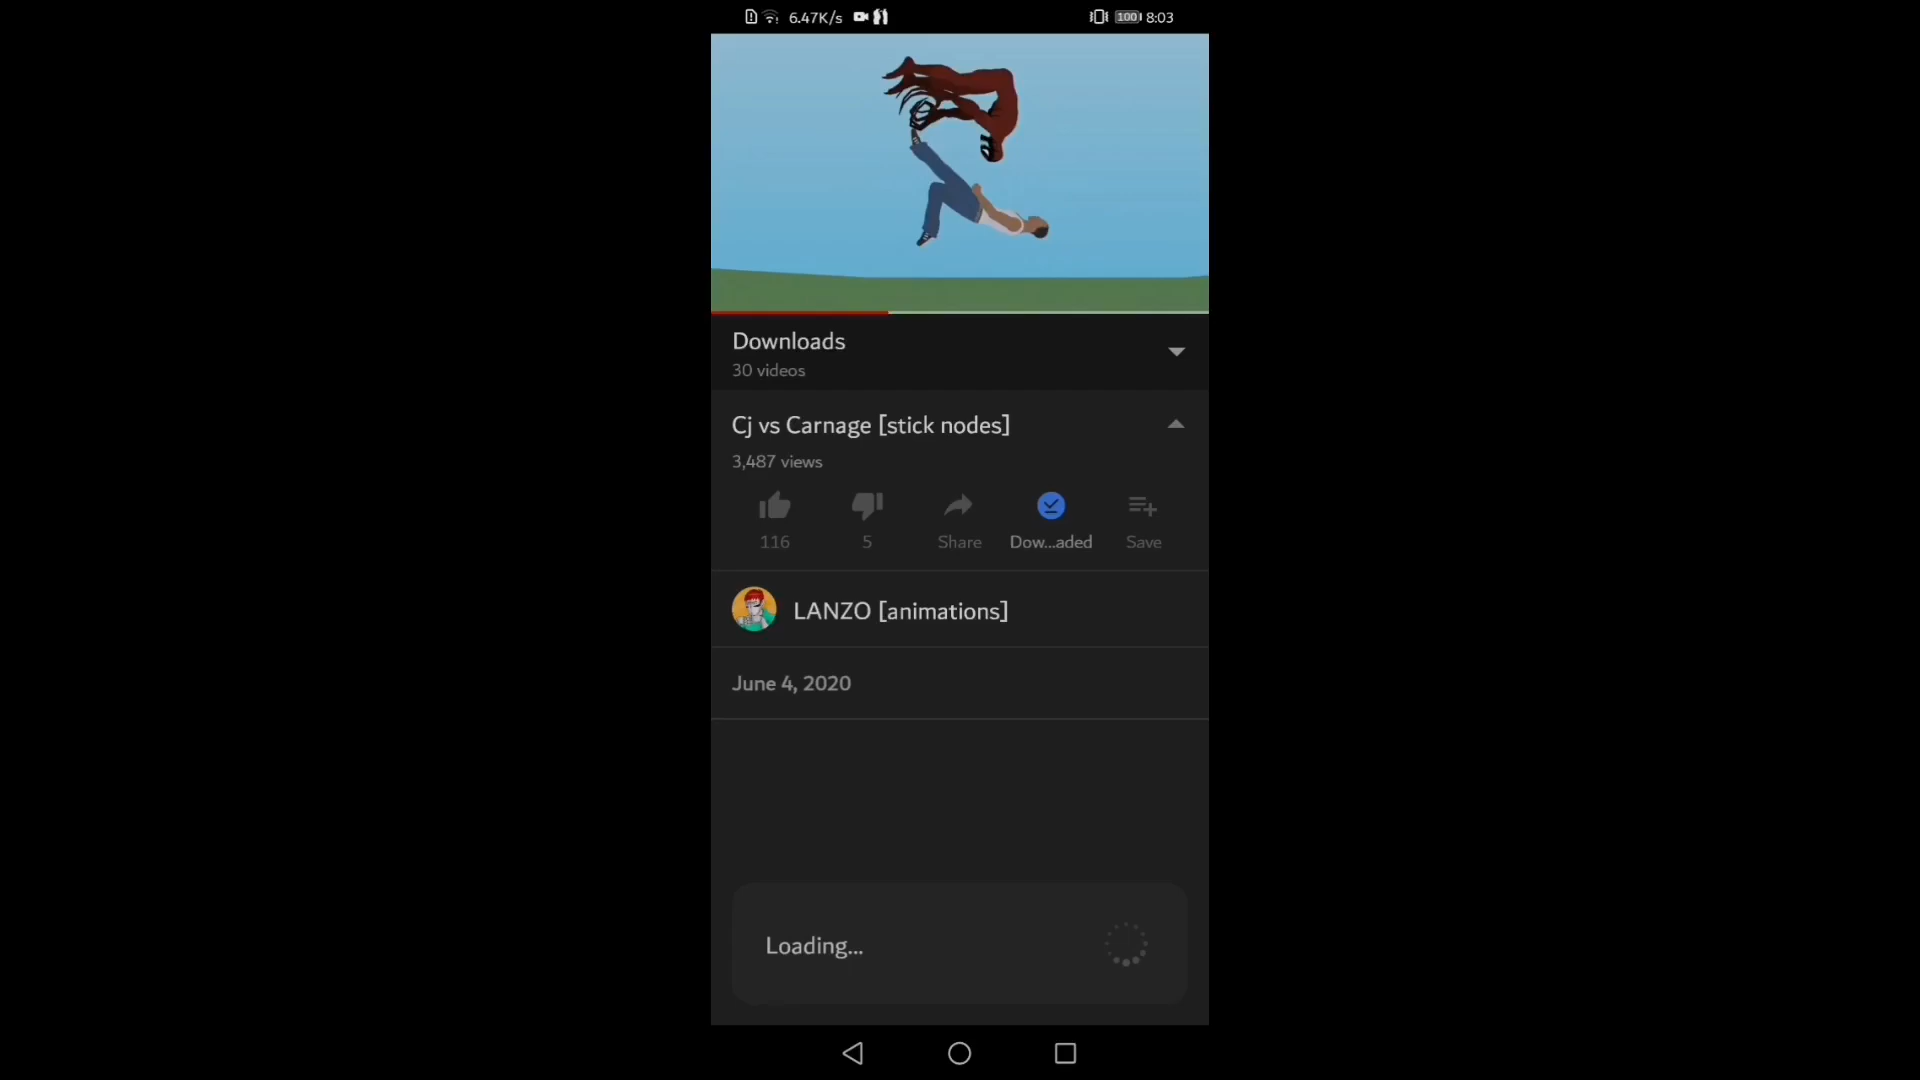 6.47K/s
100 8:03
Downloads
30 videos
Cj vs Carnage [stick nodes]
3,487 views
116
5
Share
Dow...aded
Save
LANZO [animations]
June 4, 2020
Loading...